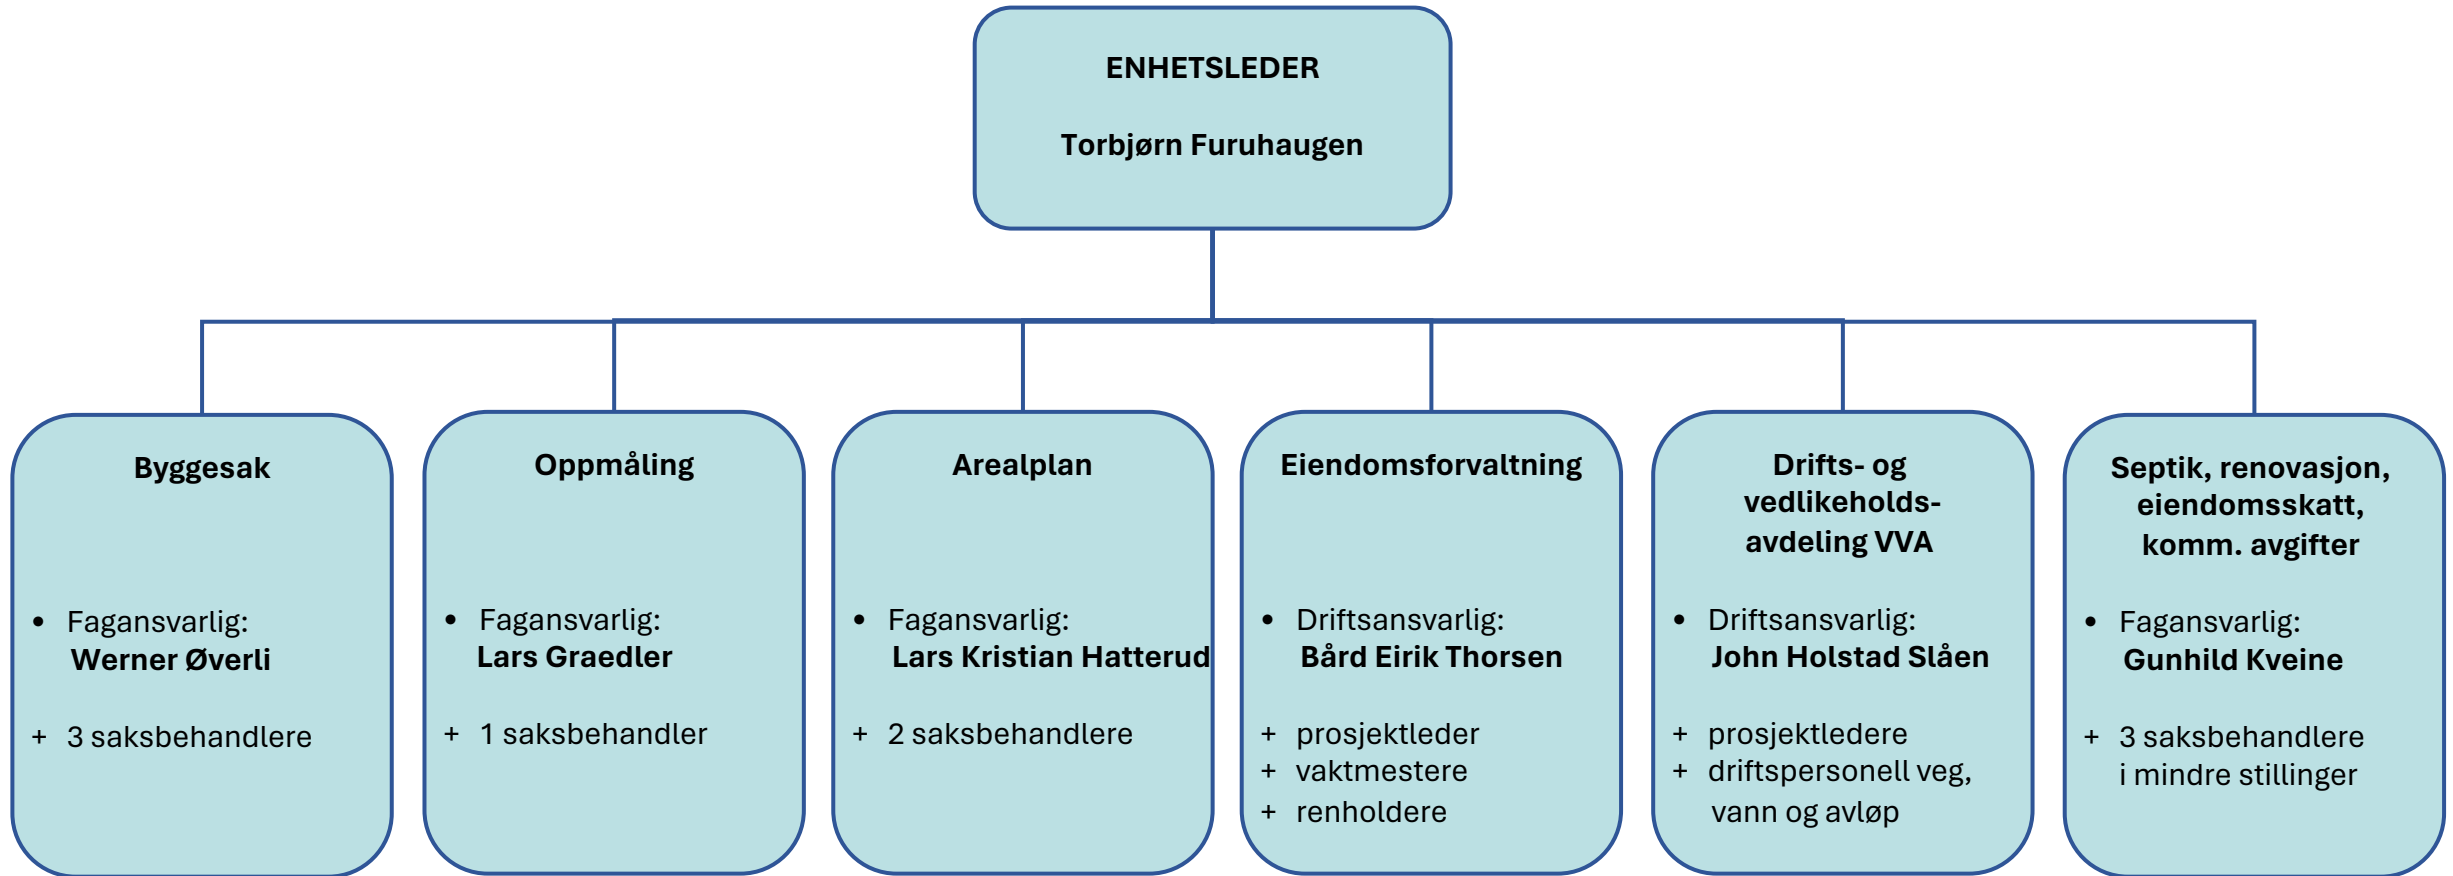 ENHETSLEDER
Torbjørn Furuhaugen
Byggesak
• Fagansvarlig:
Werner Øverli
+ 3 saksbehandlere
Oppmåling
• Fagansvarlig:
Lars Graedler
+ 1 saksbehandler
Arealplan
• Fagansvarlig:
Lars Kristian Hatterud
+ 2 saksbehandlere
Eiendomsforvaltning
• Driftsansvarlig:
Bård Eirik Thorsen
+ prosjektleder
+ vaktmestere
+ renholdere
Drifts- og
vedlikeholds-
avdeling VVA
• Driftsansvarlig:
John Holstad Slåen
+ prosjektledere
+ driftspersonell veg,
vann og avløp
Septik, renovasjon,
eiendomsskatt,
komm. avgifter
• Fagansvarlig:
Gunhild Kveine
+ 3 saksbehandlere
i mindre stillinger